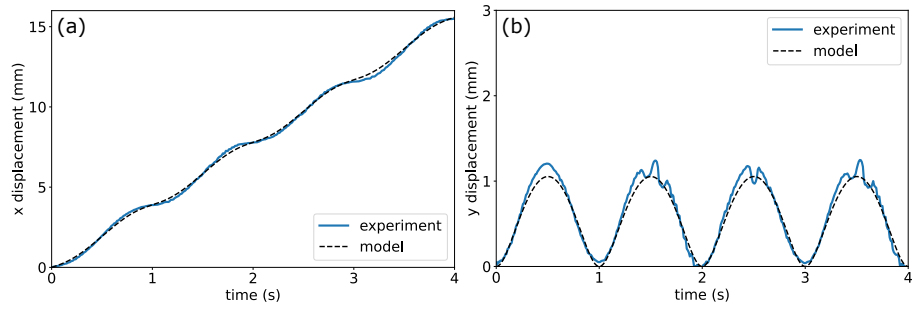 (a)
x displacement (mm)
15
10
5
0
0 1 2 3 4
time (s)
experiment
model
(b)
y displacement (mm)
3
2
1
0
0 1 2 3 4
time (s)
experiment
model